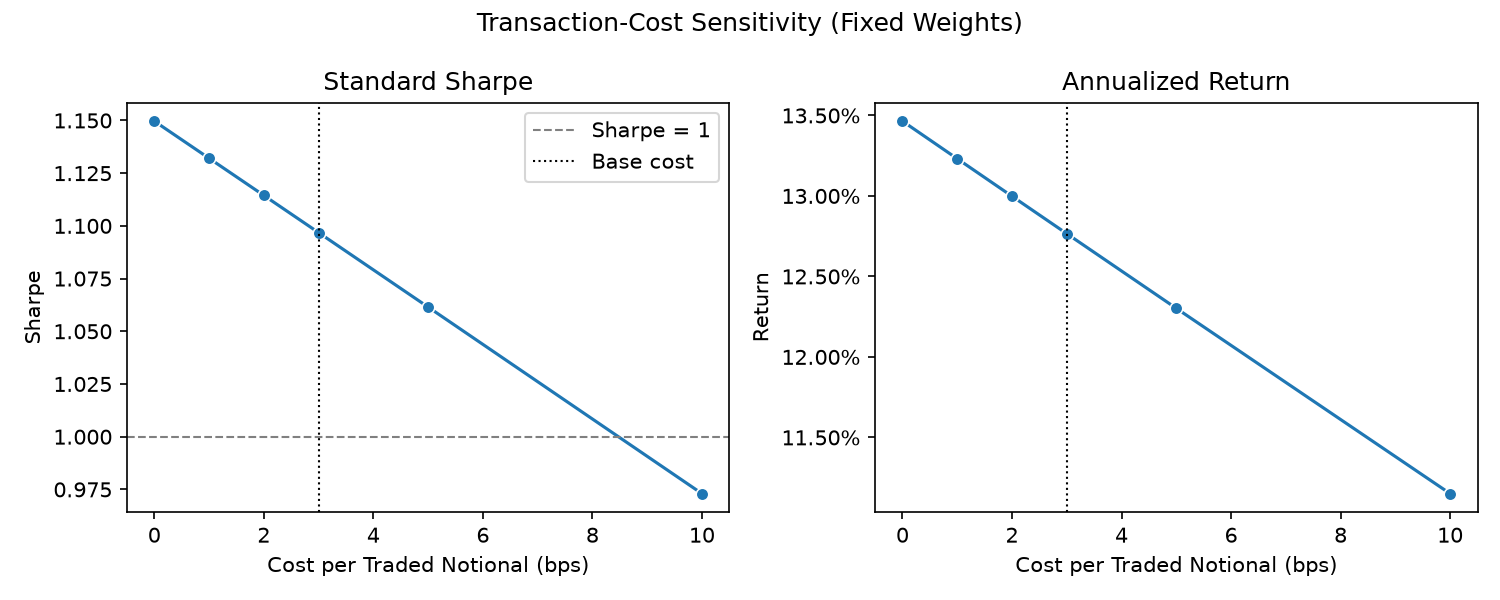 Transaction-Cost Sensitivity (Fixed Weights)
Standard Sharpe
1.150
1.125
1.100
1.075
1.050
1.025
1.000
0.975
Sharpe
Sharpe = 1
Base cost
0 2 4 6 8 10
Cost per Traded Notional (bps)
Annualized Return
13.50%
13.00%
12.50%
12.00%
11.50%
Return
0 2 4 6 8 10
Cost per Traded Notional (bps)